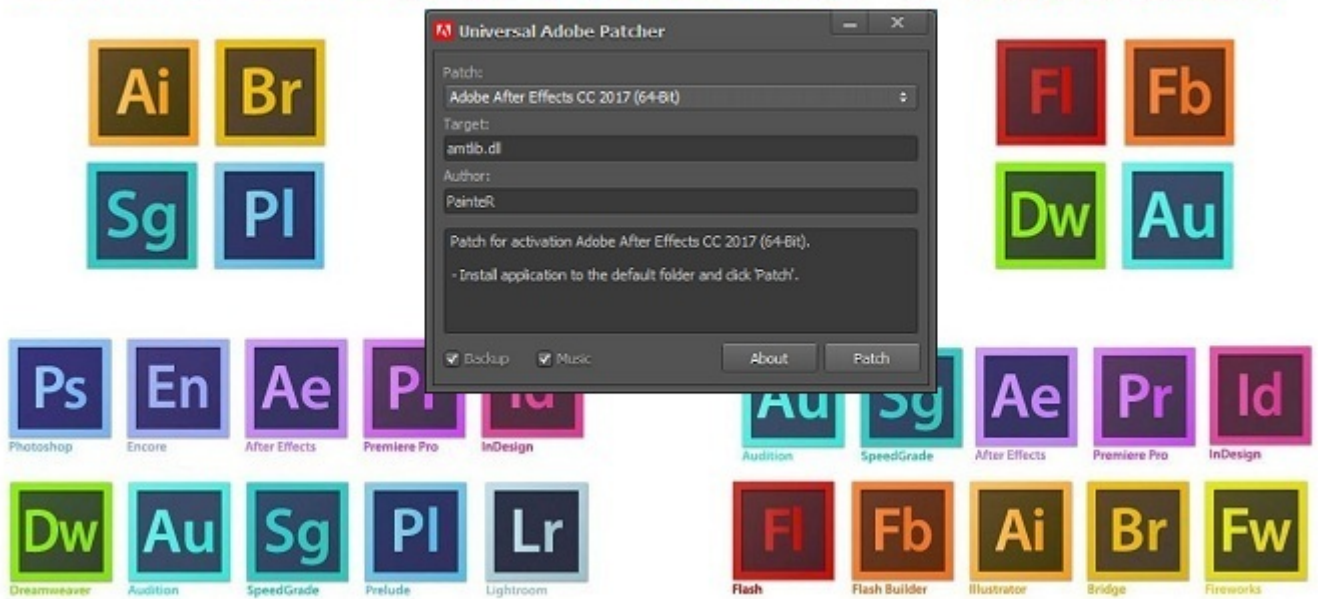 Universal Adobe Patcher
Patch:
Adobe After Effects CC 2017 (64-Bit)
Target:
amtlib.dll
Author:
PainteR
Patch for activation Adobe After Effects CC 2017 (64-Bit).
- Install application to the default folder and click 'Patch'.
Backup Music About Patch
Ai Br
Sg Pl
Fl Fb
Dw Au
Ps En Ae Pr Id
Photoshop Encore After Effects Premiere Pro InDesign
Dw Au Sg Pl Lr
Dreamweaver Audition SpeedGrade Prelude Lightroom
Au Sg Ae Pr Id
Audition SpeedGrade After Effects Premiere Pro InDesign
Fl Fb Ai Br Fw
Flash Flash Builder Illustrator Bridge Fireworks